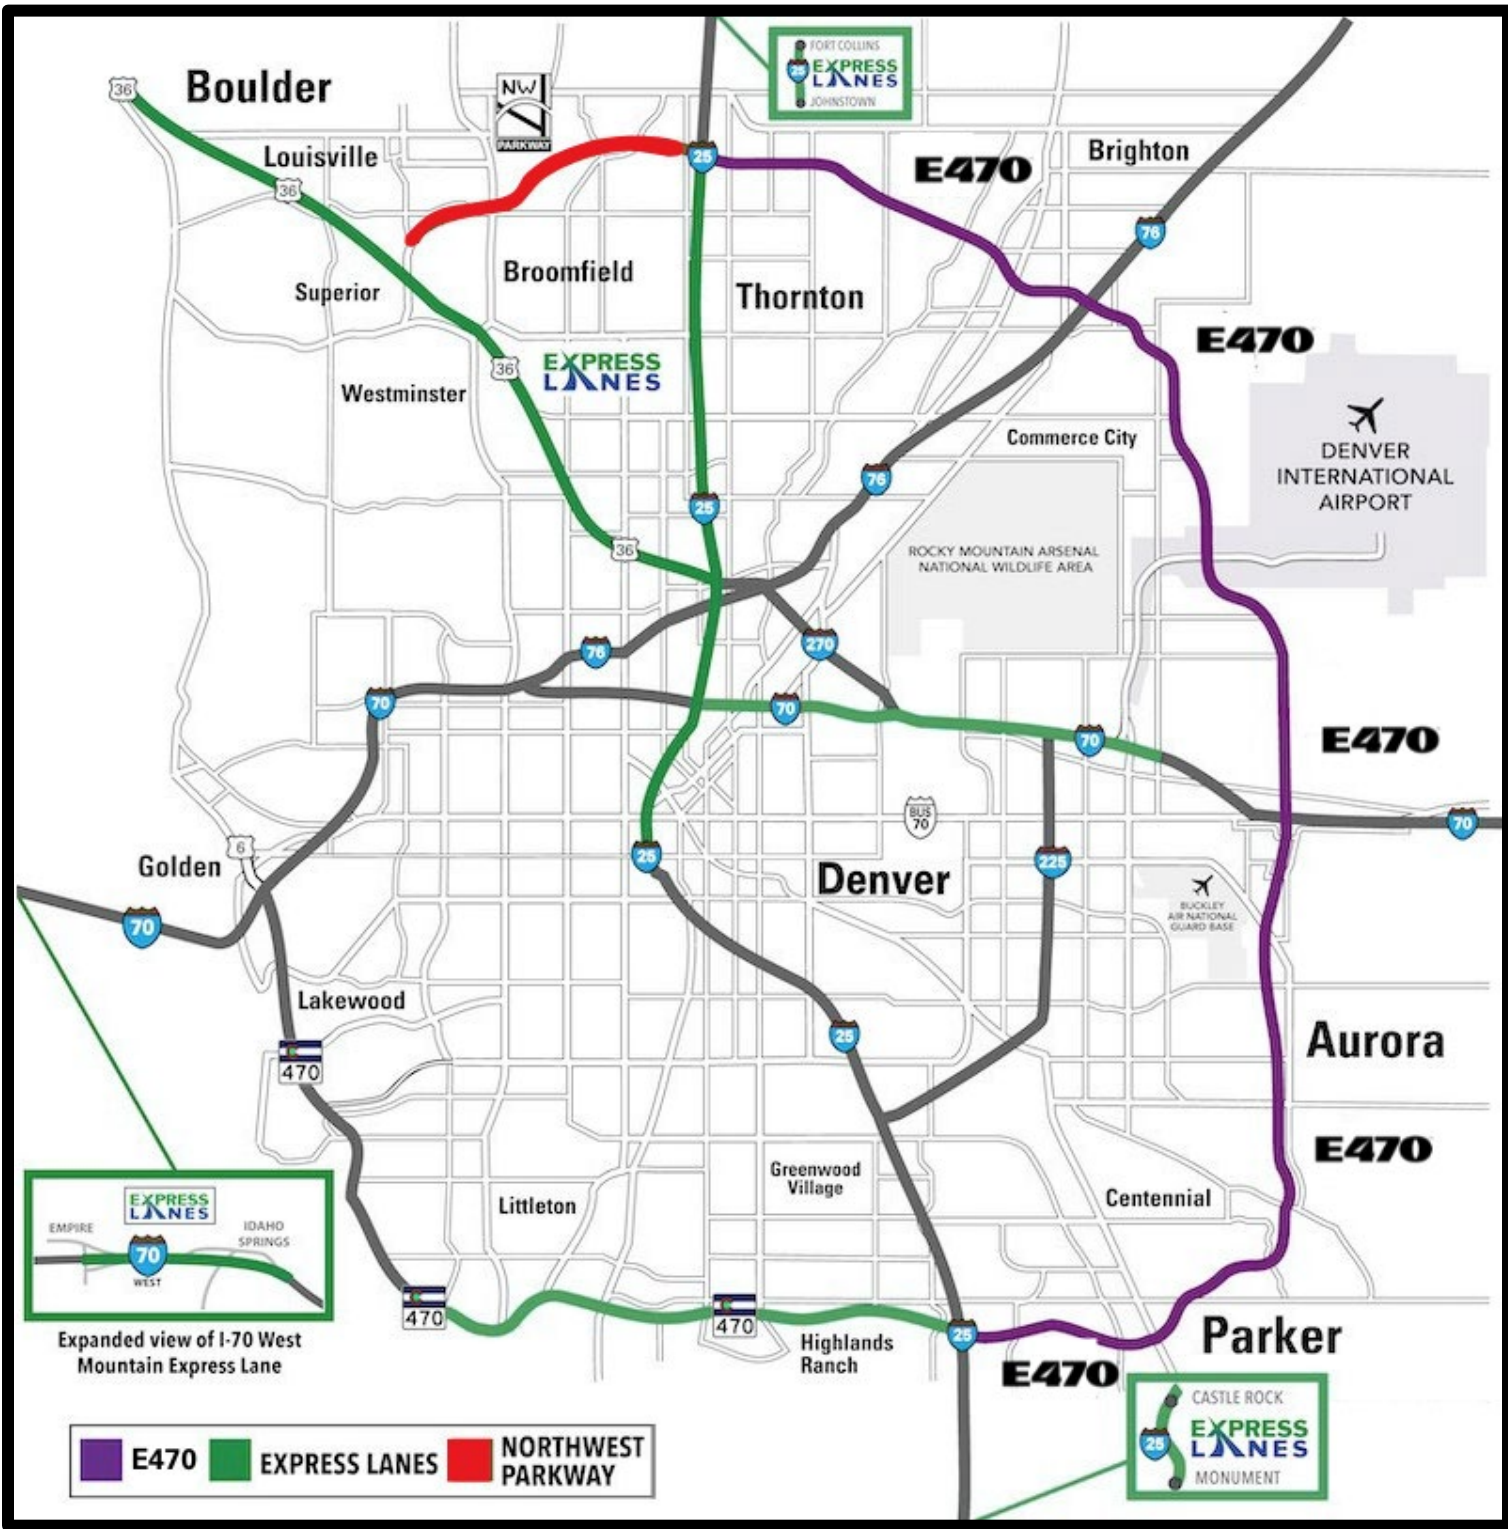 FORT COLLINS
25
EXPRESS
LANES
JOHNSTOWN
36
Boulder
NW
PARKWAY
Louisville
25
E470
Brighton
36
76
Broomfield
Superior
Thornton
E470
EXPRESS
LANES
36
Westminster
DENVER
INTERNATIONAL
AIRPORT
Commerce City
76
25
36
ROCKY MOUNTAIN ARSENAL
NATIONAL WILDLIFE AREA
76
270
70
70
70
E470
BUS
70
70
6
25
Golden
225
Denver
BUCKLEY
AIR NATIONAL
GUARD BASE
70
Lakewood
25
Aurora
470
E470
Greenwood
Village
Centennial
Littleton
EXPRESS
LANES
EMPIRE
IDAHO
SPRINGS
70
WEST
470
470
Highlands
Ranch
25
Parker
Expanded view of I-70 West
Mountain Express Lane
E470
CASTLE ROCK
25
EXPRESS
LANES
MONUMENT
E470
EXPRESS LANES
NORTHWEST
PARKWAY